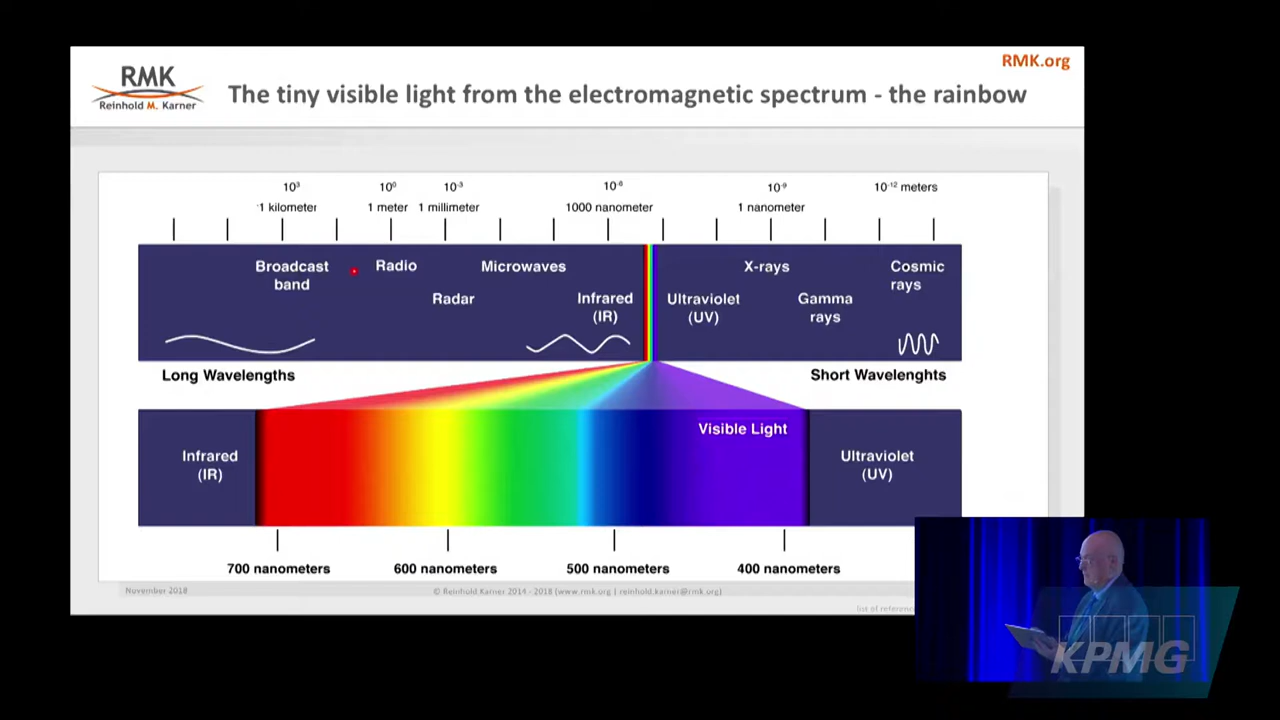 RMK.org
RMK
Reinhold M. Karner
The tiny visible light from the electromagnetic spectrum - the rainbow
10³ 10⁰ 10⁻³ 10⁻⁶ 10⁻⁹ 10⁻¹² meters
1 kilometer 1 meter 1 millimeter 1000 nanometer 1 nanometer
Broadcast band
Radio
Microwaves
X-rays
Cosmic rays
Radar
Infrared (IR)
Ultraviolet (UV)
Gamma rays
Long Wavelengths
Short Wavelenghts
Visible Light
Infrared (IR)
Ultraviolet (UV)
700 nanometers 600 nanometers 500 nanometers 400 nanometers
November 2018
© Reinhold Karner 2014 - 2018 (www.rmk.org | reinhold.karner@rmk.org)
list of
KPMG